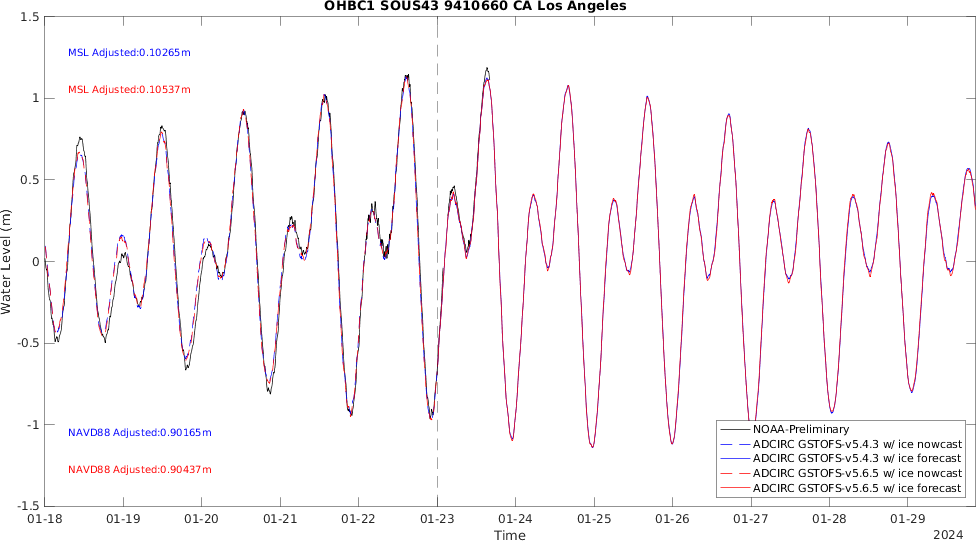 OHBC1 SOUS43 9410660 CA Los Angeles
1.5
1
0.5
0
-0.5
-1
-1.5
Water Level (m)
MSL Adjusted:0.10265m
MSL Adjusted:0.10537m
NAVD88 Adjusted:0.90165m
NAVD88 Adjusted:0.90437m
NOAA-Preliminary
ADCIRC GSTOFS-v5.4.3 w/ ice nowcast
ADCIRC GSTOFS-v5.4.3 w/ ice forecast
ADCIRC GSTOFS-v5.6.5 w/ ice nowcast
ADCIRC GSTOFS-v5.6.5 w/ ice forecast
01-18 01-19 01-20 01-21 01-22 01-23 01-24 01-25 01-26 01-27 01-28 01-29
Time
2024